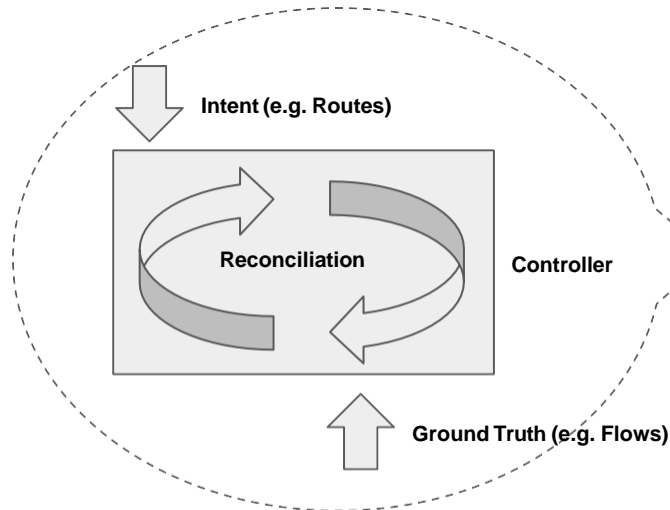 Intent (e.g. Routes)
Reconciliation
Controller
Ground Truth (e.g. Flows)